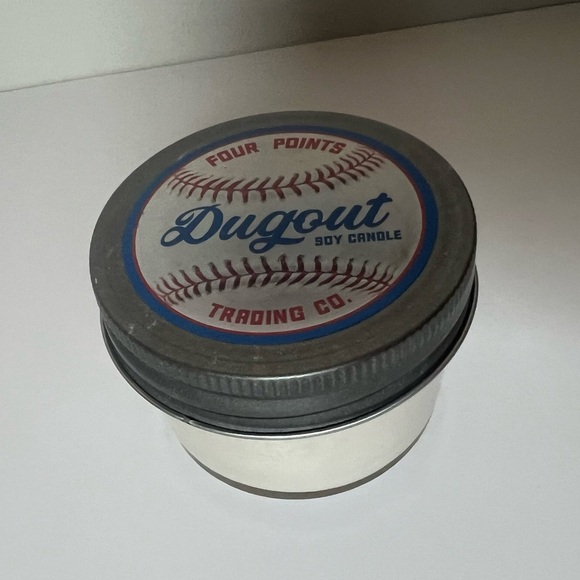 FOUR POINTS
Dugout
SOY CANDLE
TRADING CO.